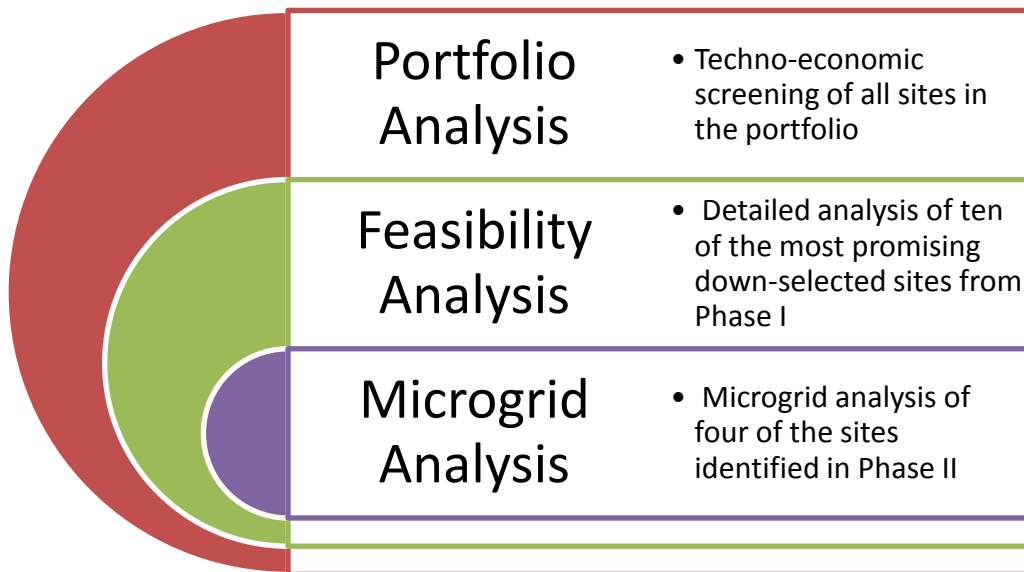 Portfolio
Analysis
• Techno-economic
screening of all sites in
the portfolio
Feasibility
Analysis
• Detailed analysis of ten
of the most promising
down-selected sites from
Phase I
Microgrid
Analysis
• Microgrid analysis of
four of the sites
identified in Phase II